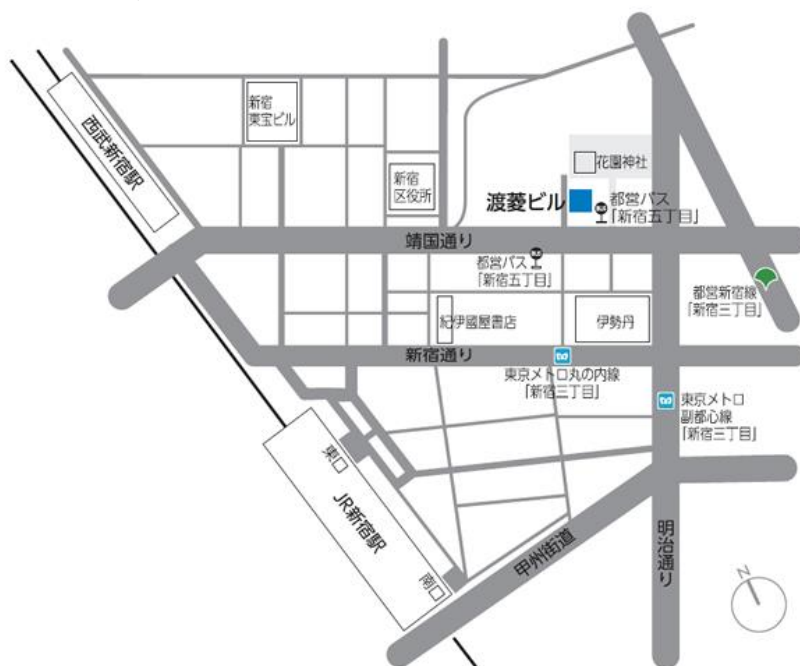 西武新宿駅
新宿
東宝ビル
新宿
区役所
花園神社
渡菱ビル
都営バス
「新宿五丁目」
靖国通り
都営バス
「新宿五丁目」
都営新宿線
「新宿三丁目」
紀伊國屋書店
伊勢丹
新宿通り
東京メトロ丸の内線
「新宿三丁目」
東京メトロ
副都心線
「新宿三丁目」
東口
JR新宿駅
南口
甲州街道
明治通り
N